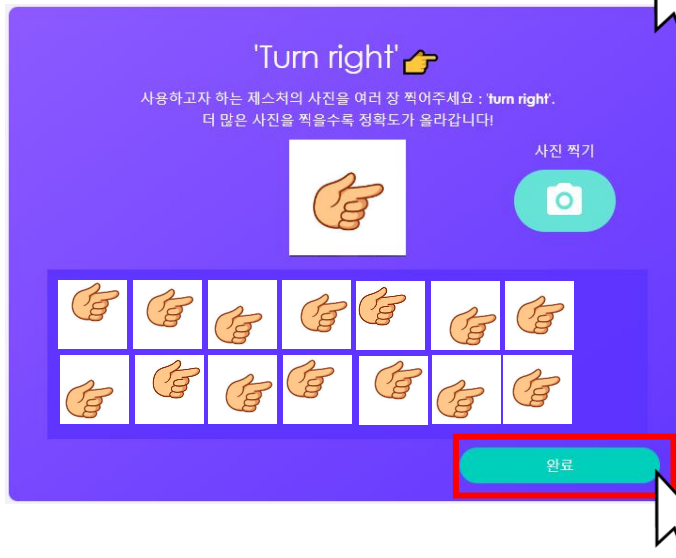 'Turn right'
사용하고자 하는 제스처의 사진을 여러 장 찍어주세요 : 'turn right'.
더 많은 사진을 찍을수록 정확도가 올라갑니다!
사진 찍기
완료